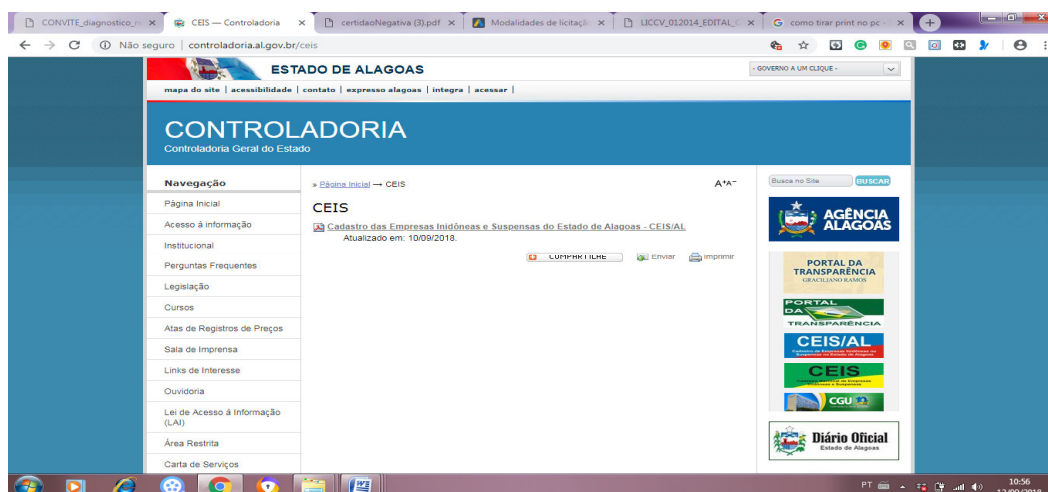 CONVITE_diagnostico_r
CEIS — Controladoria
certidaoNegativa (3).pdf
Modalidades de licitaçã
LICCV_012014_EDITAL_C
como tirar print no pc -
Não seguro | controladoria.al.gov.br/ceis
ESTADO DE ALAGOAS
- GOVERNO A UM CLIQUE -
mapa do site | acessibilidade | contato | expresso alagoas | integra | acessar |
CONTROLADORIA
Controladoria Geral do Estado
Navegação
Página Inicial
Acesso à informação
Institucional
Perguntas Frequentes
Legislação
Cursos
Atas de Registros de Preços
Sala de Imprensa
Links de Interesse
Ouvidoria
Lei de Acesso à Informação
(LAI)
Área Restrita
Carta de Serviços
» Página Inicial → CEIS
A+A-
CEIS
Cadastro das Empresas Inidôneas e Suspensas do Estado de Alagoas - CEIS/AL
Atualizado em: 10/09/2018.
COMPARTILHE
Enviar
imprimir
Busca no Site
BUSCAR
AGÊNCIA
ALAGOAS
PORTAL DA
TRANSPARÊNCIA
GRACILIANO RAMOS
PORTAL
DA
TRANSPARÊNCIA
CEIS/AL
CEIS
CGU
Diário Oficial
Estado de Alagoas
PT
10:56
12/09/2018